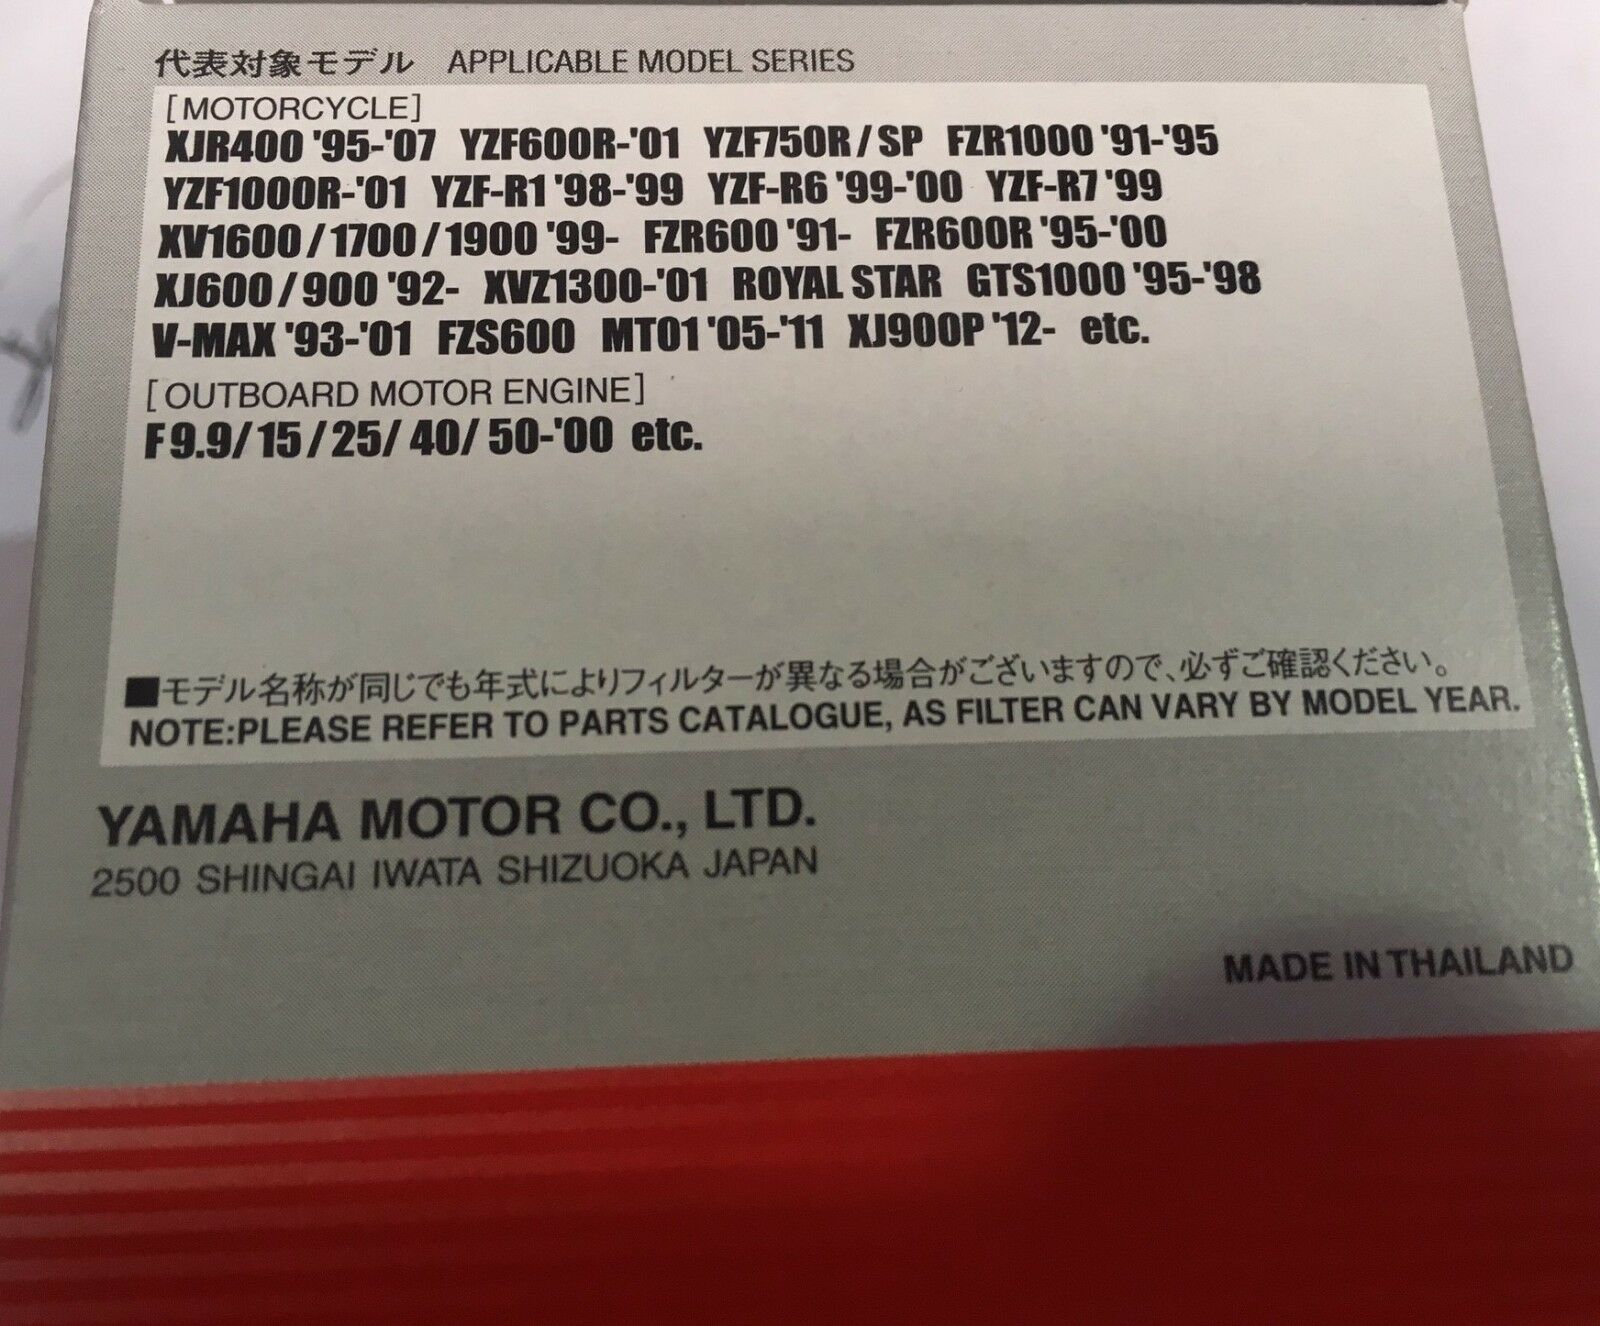 代表対象モデル APPLICABLE MODEL SERIES
[MOTORCYCLE]
XJR400 '95-'07 YZF600R-'01 YZF750R/SP FZR1000 '91-'95
YZF1000R-'01 YZF-R1 '98-'99 YZF-R6 '99-'00 YZF-R7 '99
XV1600/1700/1900 '99- FZR600 '91- FZR600R '95-'00
XJ600/900 '92- XVZ1300-'01 ROYAL STAR GTS1000 '95-'98
V-MAX '93-'01 FZS600 MT01 '05-'11 XJ900P '12- etc.
[OUTBOARD MOTOR ENGINE]
F9.9/15/25/40/50-'00 etc.
■モデル名称が同じでも年式によりフィルターが異なる場合がございますので、必ずご確認ください。
NOTE:PLEASE REFER TO PARTS CATALOGUE, AS FILTER CAN VARY BY MODEL YEAR.
YAMAHA MOTOR CO., LTD.
2500 SHINGAI IWATA SHIZUOKA JAPAN
MADE IN THAILAND